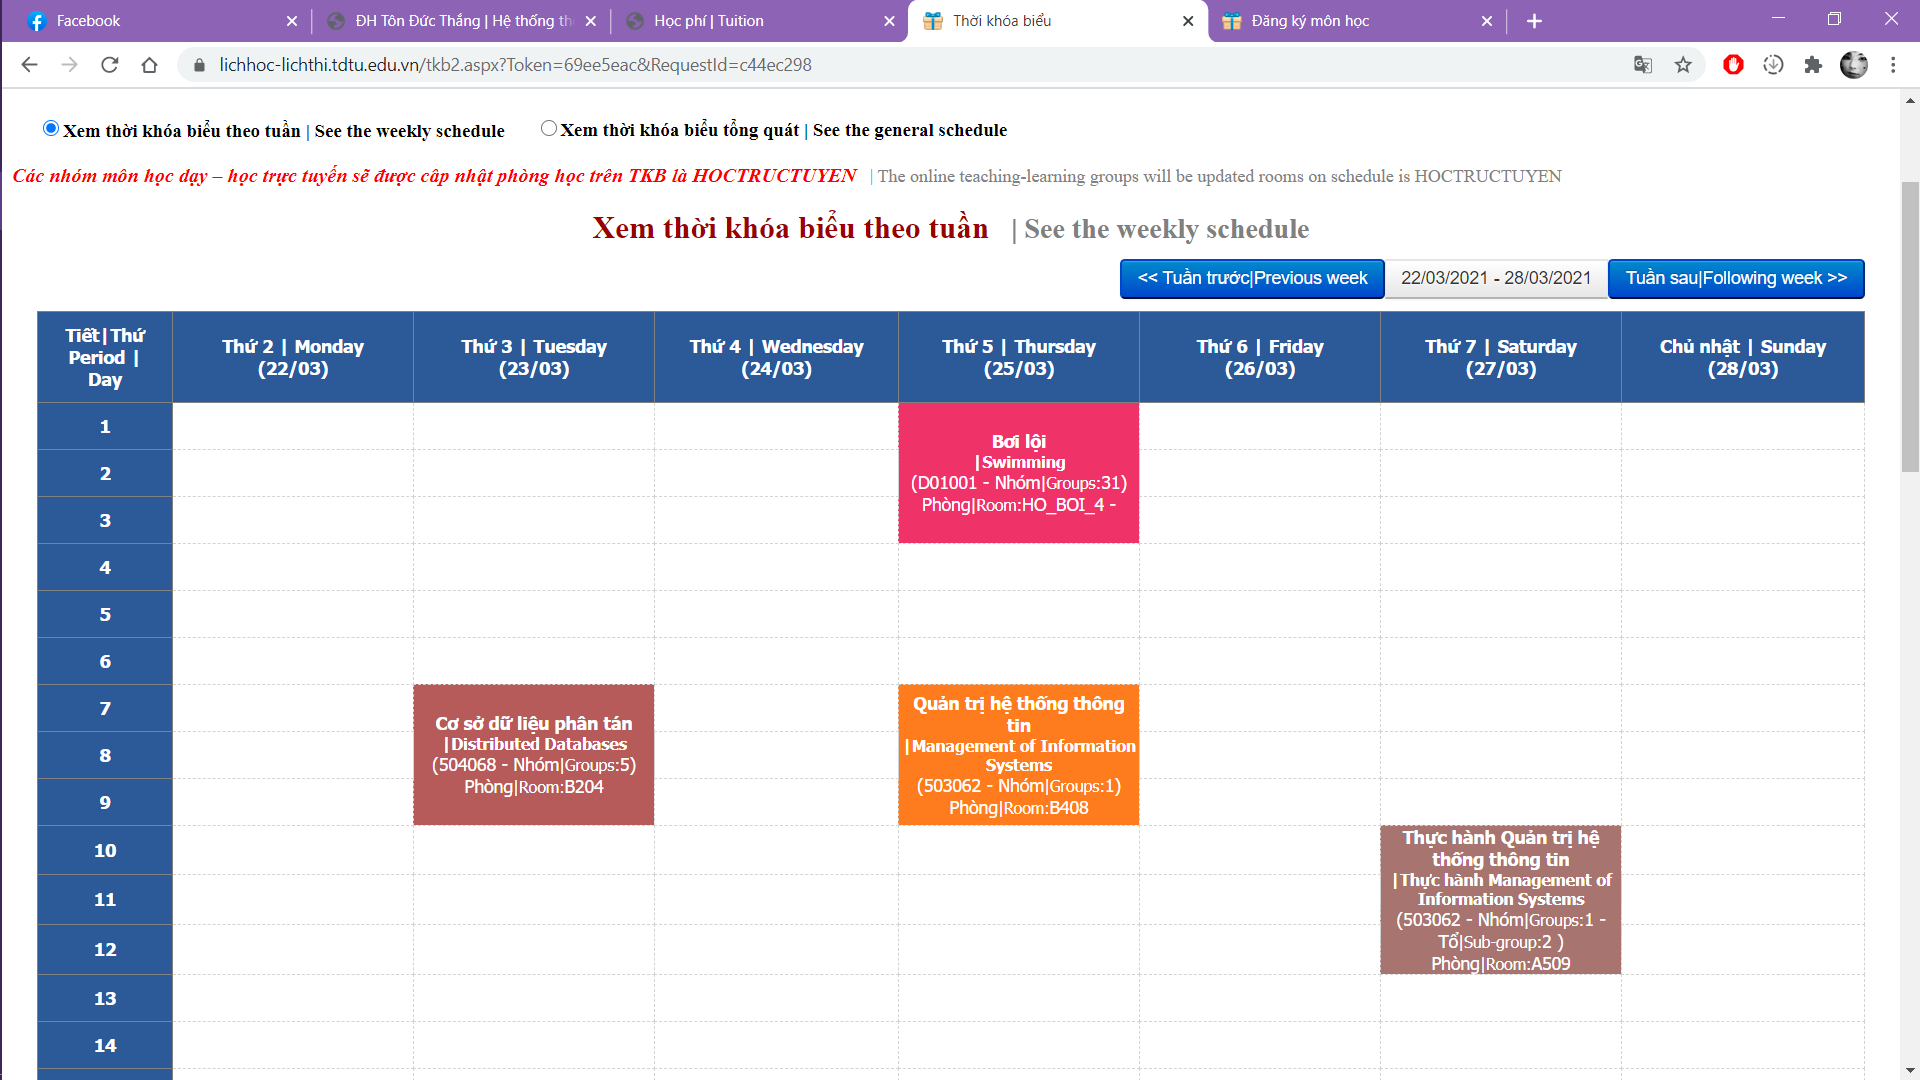 Facebook
ĐH Tôn Đức Thắng | Hệ thống th
Học phí | Tuition
Thời khóa biểu
Đăng ký môn học
lichhoc-lichthi.tdtu.edu.vn/tkb2.aspx?Token=69ee5eac&RequestId=c44ec298
Xem thời khóa biểu theo tuần | See the weekly schedule
Xem thời khóa biểu tổng quát | See the general schedule
Các nhóm môn học dạy – học trực tuyến sẽ được câp nhật phòng học trên TKB là HOCTRUCTUYEN | The online teaching-learning groups will be updated rooms on schedule is HOCTRUCTUYEN
Xem thời khóa biểu theo tuần | See the weekly schedule
<< Tuần trước|Previous week
22/03/2021 - 28/03/2021
Tuần sau|Following week >>
Tiết|Thứ
Period |
Day
Thứ 2 | Monday
(22/03)
Thứ 3 | Tuesday
(23/03)
Thứ 4 | Wednesday
(24/03)
Thứ 5 | Thursday
(25/03)
Thứ 6 | Friday
(26/03)
Thứ 7 | Saturday
(27/03)
Chủ nhật | Sunday
(28/03)
1
2
3
Bơi lội
|Swimming
(D01001 - Nhóm|Groups:31)
Phòng|Room:HO_BOI_4 -
4
5
6
7
8
9
Cơ sở dữ liệu phân tán
|Distributed Databases
(504068 - Nhóm|Groups:5)
Phòng|Room:B204
Quản trị hệ thống thông
tin
|Management of Information
Systems
(503062 - Nhóm|Groups:1)
Phòng|Room:B408
10
11
12
Thực hành Quản trị hệ
thống thông tin
|Thực hành Management of
Information Systems
(503062 - Nhóm|Groups:1 -
Tổ|Sub-group:2 )
Phòng|Room:A509
13
14